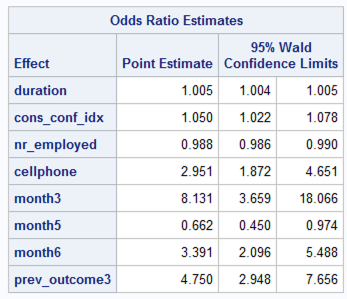 Odds Ratio Estimates
Effect Point Estimate 95% Wald Confidence Limits
duration 1.005 1.004 1.005
cons_conf_idx 1.050 1.022 1.078
nr_employed 0.988 0.986 0.990
cellphone 2.951 1.872 4.651
month3 8.131 3.659 18.066
month5 0.662 0.450 0.974
month6 3.391 2.096 5.488
prev_outcome3 4.750 2.948 7.656